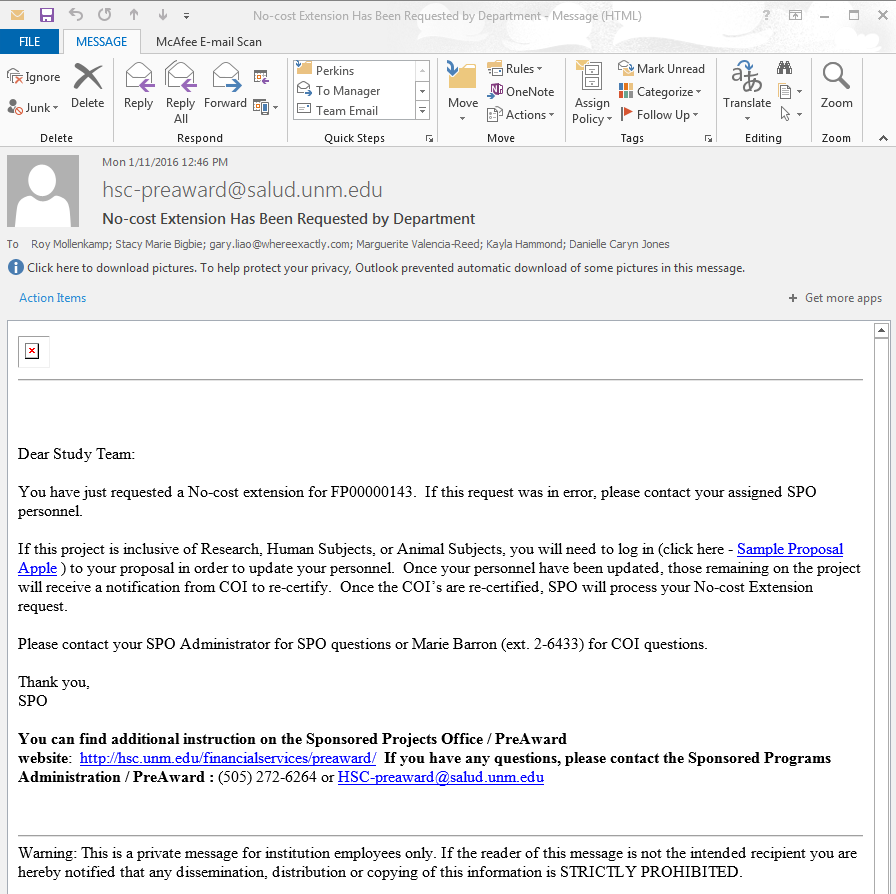 No-cost Extension Has Been Requested by Department - Message (HTML)
?
FILE
MESSAGE
McAfee E-mail Scan
Ignore
Junk
Delete
Reply
Reply All
Forward
Perkins
To Manager
Team Email
Move
Rules
OneNote
Actions
Assign Policy
Mark Unread
Categorize
Follow Up
Translate
Zoom
Delete
Respond
Quick Steps
Move
Tags
Editing
Zoom
Mon 1/11/2016 12:46 PM
hsc-preaward@salud.unm.edu
No-cost Extension Has Been Requested by Department
To Roy Mollenkamp; Stacy Marie Bigbie; gary.liao@whereexactly.com; Marguerite Valencia-Reed; Kayla Hammond; Danielle Caryn Jones
Click here to download pictures. To help protect your privacy, Outlook prevented automatic download of some pictures in this message.
Action Items
+ Get more apps
Dear Study Team:
You have just requested a No-cost extension for FP00000143. If this request was in error, please contact your assigned SPO
personnel.
If this project is inclusive of Research, Human Subjects, or Animal Subjects, you will need to log in (click here - Sample Proposal
Apple ) to your proposal in order to update your personnel. Once your personnel have been updated, those remaining on the project
will receive a notification from COI to re-certify. Once the COI’s are re-certified, SPO will process your No-cost Extension
request.
Please contact your SPO Administrator for SPO questions or Marie Barron (ext. 2-6433) for COI questions.
Thank you,
SPO
You can find additional instruction on the Sponsored Projects Office / PreAward
website: http://hsc.unm.edu/financialservices/preaward/ If you have any questions, please contact the Sponsored Programs
Administration / PreAward : (505) 272-6264 or HSC-preaward@salud.unm.edu
Warning: This is a private message for institution employees only. If the reader of this message is not the intended recipient you are
hereby notified that any dissemination, distribution or copying of this information is STRICTLY PROHIBITED.